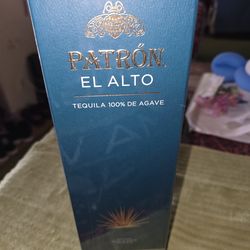 PATRÓN
EL ALTO
TEQUILA 100% DE AGAVE